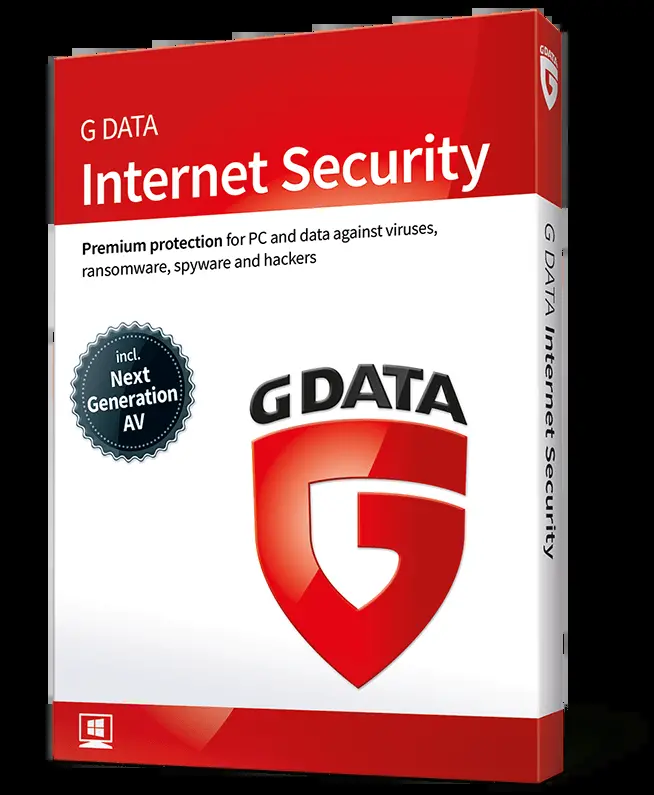 G DATA
Internet Security
Premium protection for PC and data against viruses,
ransomware, spyware and hackers
incl.
Next
Generation
AV
G DATA
G DATA
G DATA Internet Security